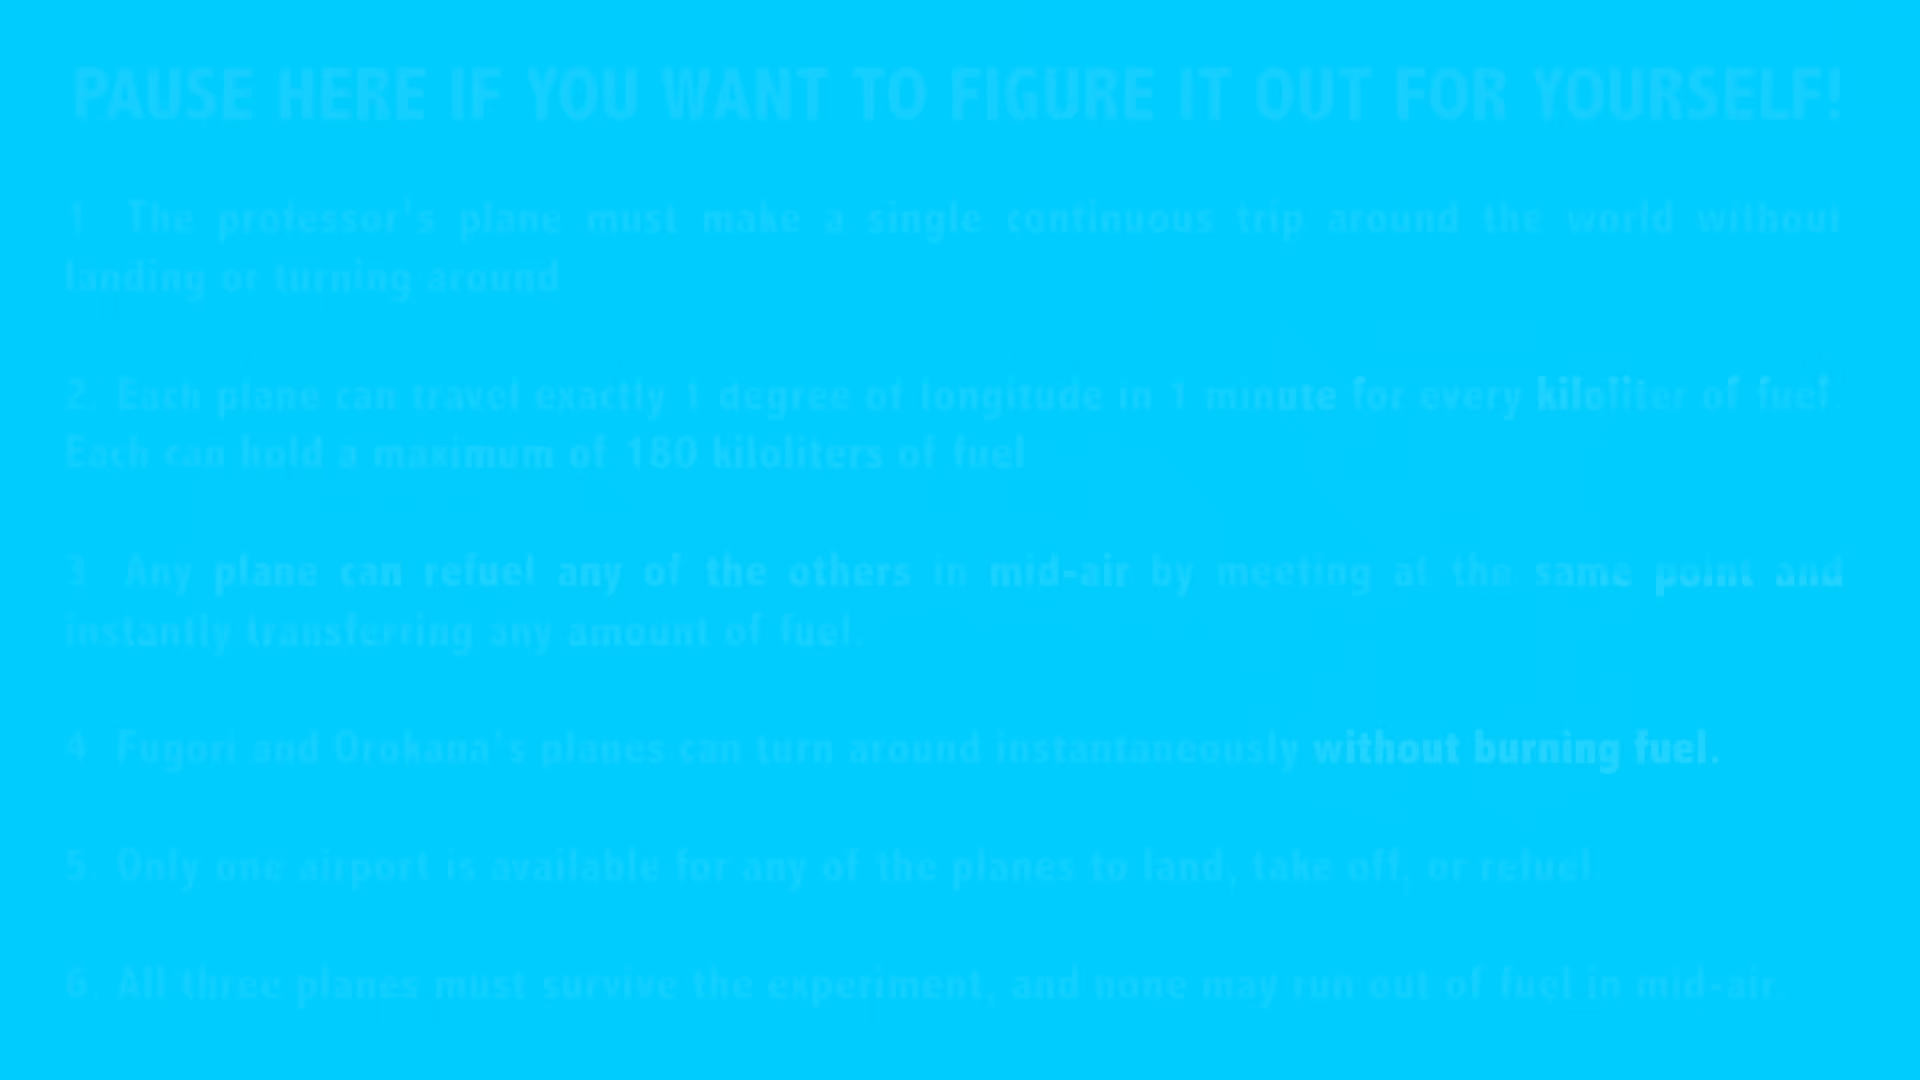 PAUSE HERE IF YOU WANT TO FIGURE IT OUT FOR YOURSELF!
1 The professor's plane must make a single continuous trip around the world without
landing or turning around
2. Each plane can travel exactly 1 degree of longitude in 1 minute for every kiloliter of fuel.
Each can hold a maximum of 180 kiloliters of fuel
3 Any plane can refuel any of the others in mid-air by meeting at the same point and
instantly transferring any amount of fuel.
4 Fugori and Orokana's planes can turn around instantaneously without burning fuel.
5 Only one airport is available for any of the planes to land, take off, or refuel
6. All three planes must survive the experiment, and none may run out of fuel in mid-air.